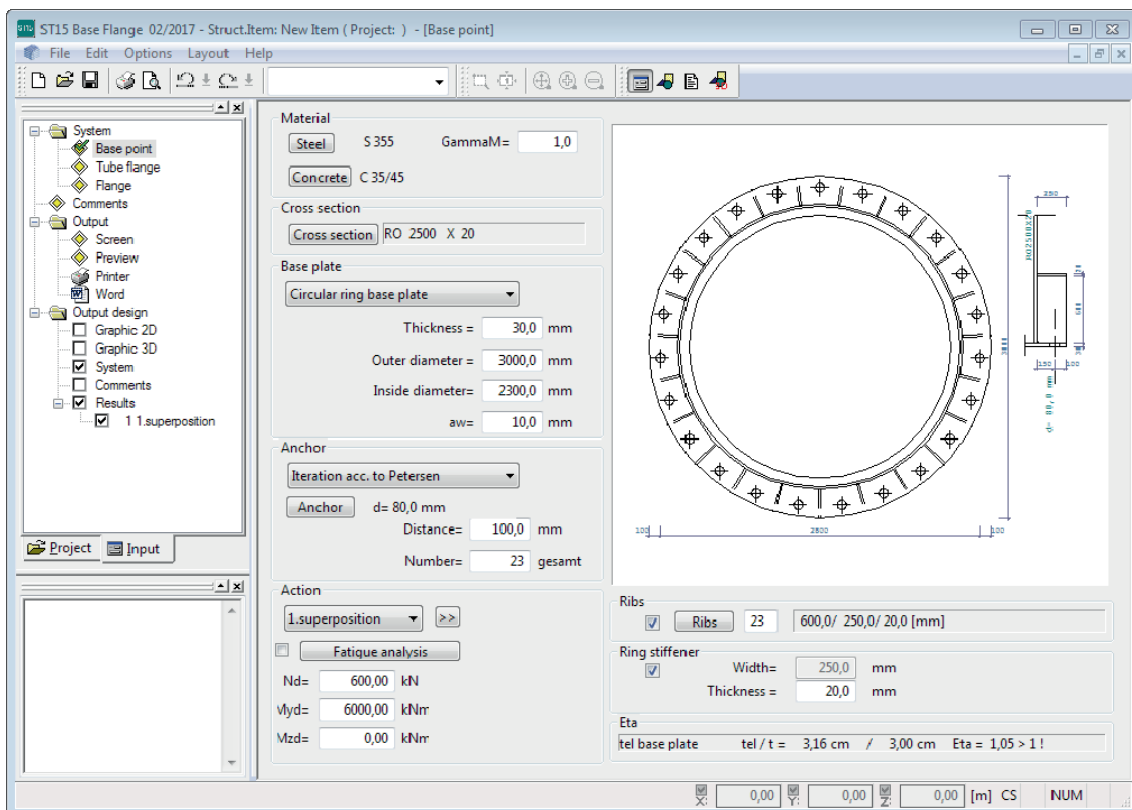 ST15 Base Flange 02/2017 - Struct.Item: New Item ( Project: ) - [Base point]
File Edit Options Layout Help
System
Base point
Tube flange
Flange
Comments
Output
Screen
Preview
Printer
Word
Output design
Graphic 2D
Graphic 3D
System
Comments
Results
1 1.superposition
Project Input
Material
Steel S 355 GammaM= 1,0
Concrete C 35/45
Cross section
Cross section RO 2500 X 20
Base plate
Circular ring base plate
Thickness = 30,0 mm
Outer diameter = 3000,0 mm
Inside diameter= 2300,0 mm
aw= 10,0 mm
Anchor
Iteration acc. to Petersen
Anchor d= 80,0 mm
Distance= 100,0 mm
Number= 23 gesamt
Action
1.superposition >>
Fatique analysis
Nd= 600,00 kN
Myd= 6000,00 kNm
Mzd= 0,00 kNm
250
RO2500X20
20
600
30
150 100
d= 80,0 mm
3000
100 2800 100
Ribs
Ribs 23 600,0/ 250,0/ 20,0 [mm]
Ring stiffener
Width= 250,0 mm
Thickness = 20,0 mm
Eta
tel base plate tel / t = 3,16 cm / 3,00 cm Eta = 1,05 > 1 !
X: 0,00 Y: 0,00 Z: 0,00 [m] CS NUM